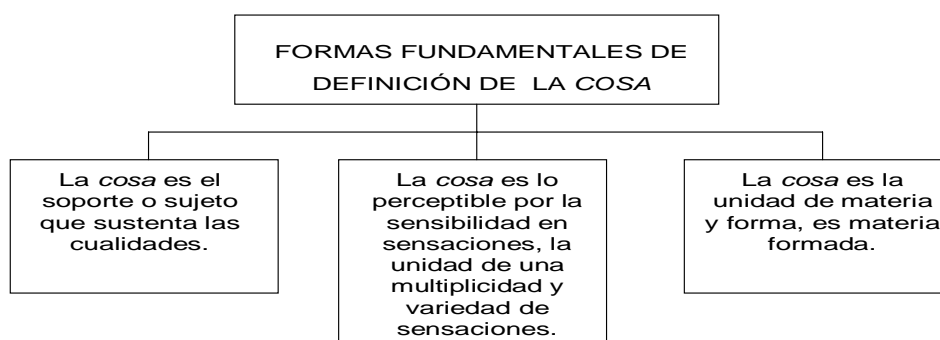 FORMAS FUNDAMENTALES DE
DEFINICIÓN DE LA COSA
La cosa es el
soporte o sujeto
que sustenta las
cualidades.
La cosa es lo
perceptible por la
sensibilidad en
sensaciones, la
unidad de una
multiplicidad y
variedad de
sensaciones.
La cosa es la
unidad de materia
y forma, es materia
formada.